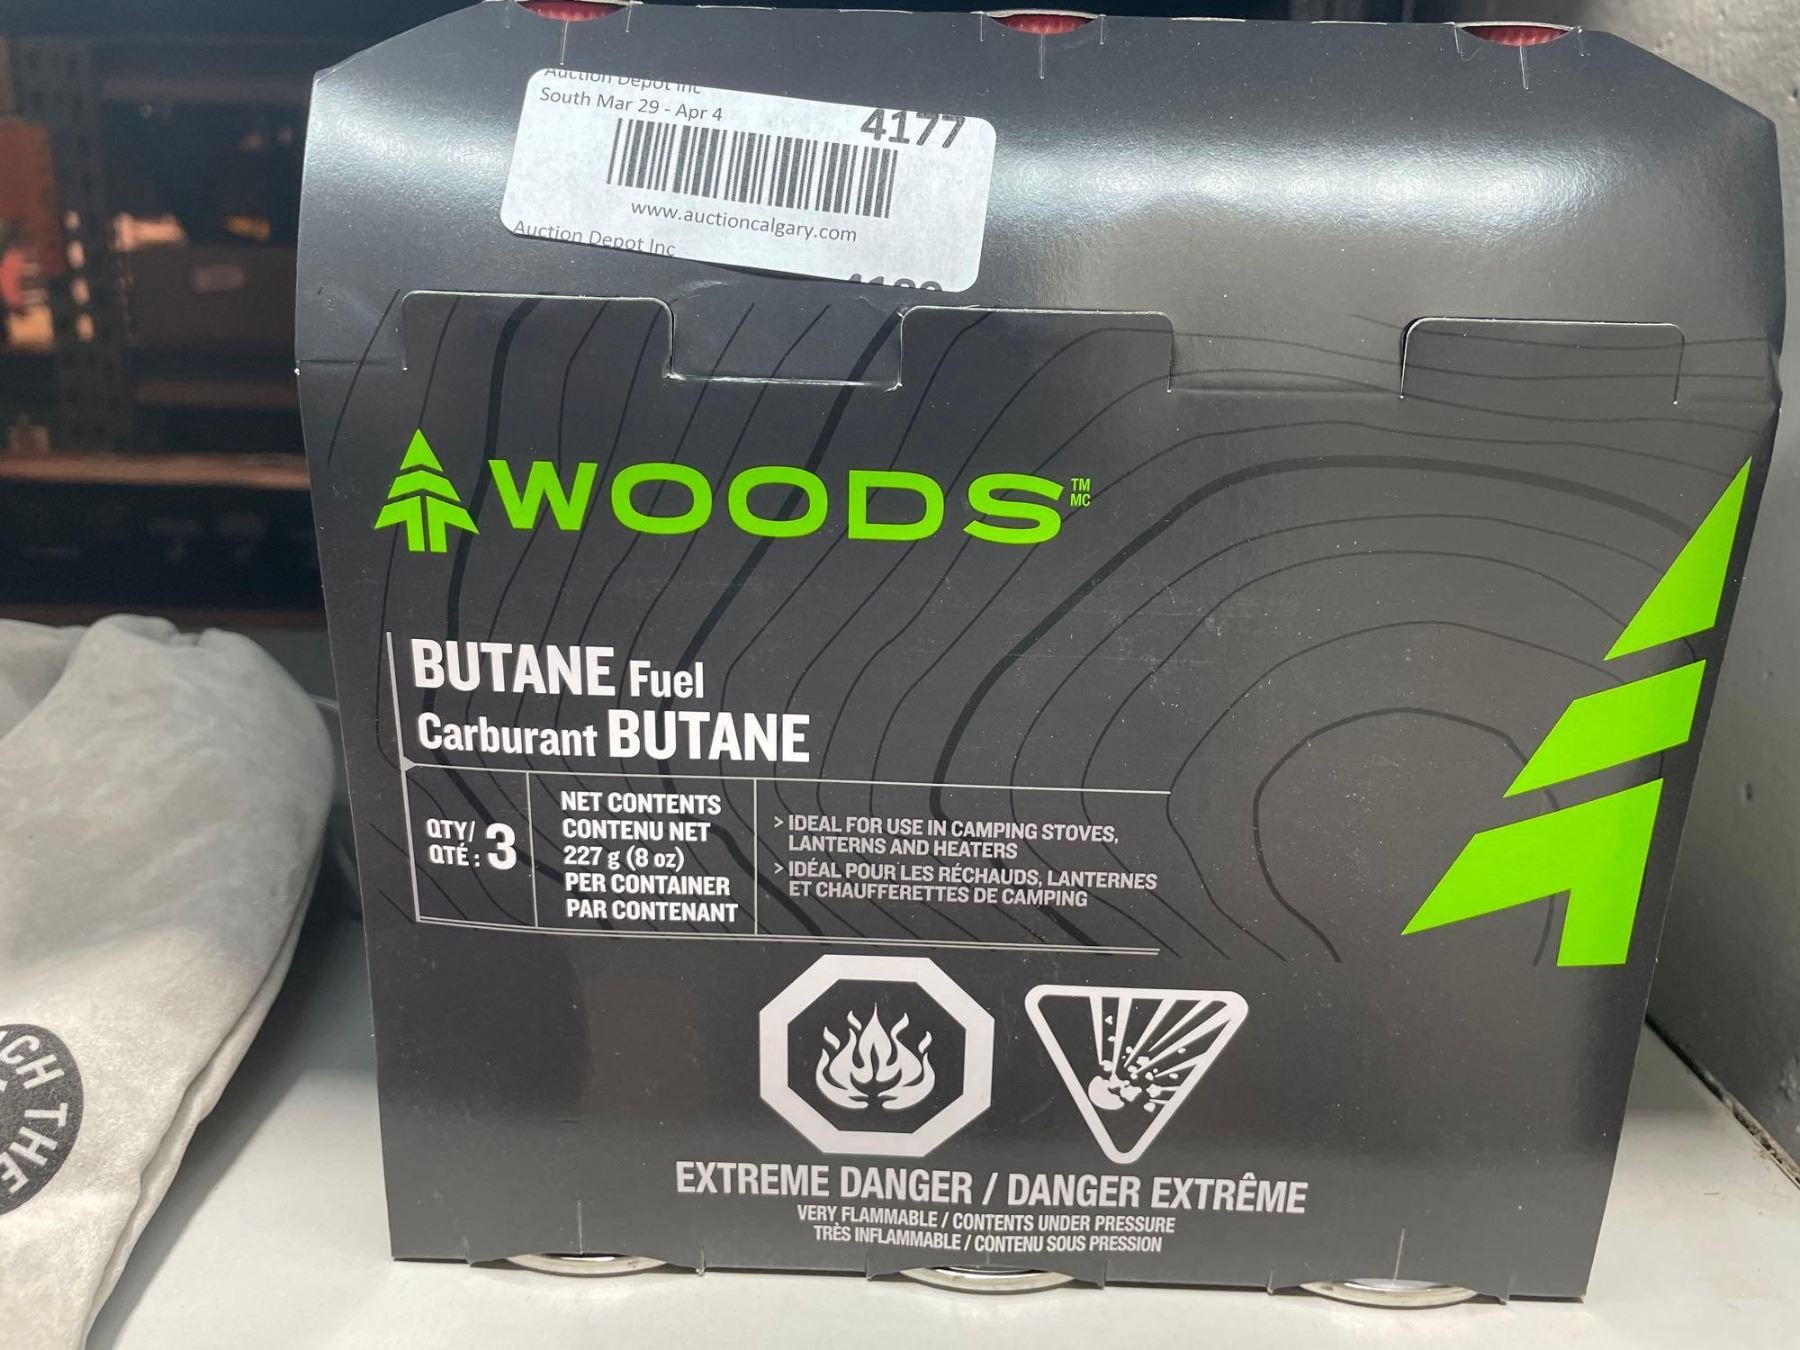 Auction Depot Inc
South Mar 29 - Apr 4
4177
www.auctioncalgary.com
Auction Depot Inc
WOODS™ MC
BUTANE Fuel
Carburant BUTANE
QTY/
QTÉ : 3
NET CONTENTS
CONTENU NET
227 g (8 oz)
PER CONTAINER
PAR CONTENANT
> IDEAL FOR USE IN CAMPING STOVES,
LANTERNS AND HEATERS
> IDÉAL POUR LES RÉCHAUDS, LANTERNES
ET CHAUFFERETTES DE CAMPING
EXTREME DANGER / DANGER EXTRÊME
VERY FLAMMABLE / CONTENTS UNDER PRESSURE
TRÈS INFLAMMABLE / CONTENU SOUS PRESSION
THE